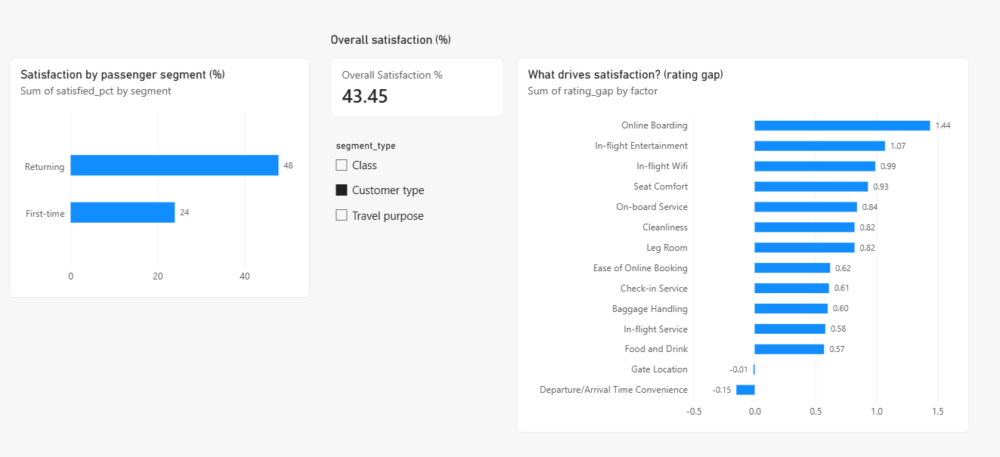 Overall satisfaction (%)
Satisfaction by passenger segment (%)
Sum of satisfied_pct by segment
Returning 48
First-time 24
0 20 40
Overall Satisfaction %
43.45
segment_type
Class
Customer type
Travel purpose
What drives satisfaction? (rating gap)
Sum of rating_gap by factor
Online Boarding 1.44
In-flight Entertainment 1.07
In-flight Wifi 0.99
Seat Comfort 0.93
On-board Service 0.84
Cleanliness 0.82
Leg Room 0.82
Ease of Online Booking 0.62
Check-in Service 0.61
Baggage Handling 0.60
In-flight Service 0.58
Food and Drink 0.57
Gate Location -0.01
Departure/Arrival Time Convenience -0.15
-0.5 0.0 0.5 1.0 1.5